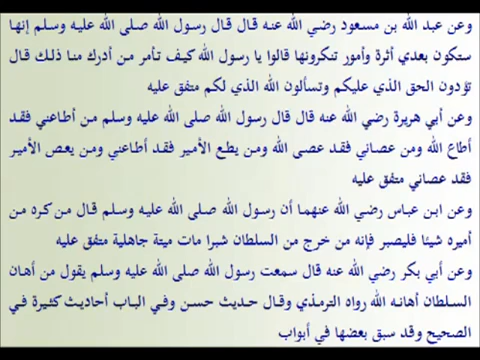 وعن عبد الله بن مسعود رضي الله عنه قال قال رسول الله صلى الله عليه وسلم إنها
ستكون بعدي أثرة وأمور تنكرونها قالوا يا رسول الله كيف تأمر من أدرك منا ذلك قال
تؤدون الحق الذي عليكم وتسألون الله الذي لكم متفق عليه
وعن أبي هريرة رضي الله عنه قال قال رسول الله صلى الله عليه وسلم من أطاعني فقد
أطاع الله ومن عصاني فقد عصى الله ومن يطع الأمير فقد أطاعني ومن يعص الأمير
فقد عصاني متفق عليه
وعن ابن عباس رضي الله عنهما أن رسول الله صلى الله عليه وسلم قال من كره من
أميره شيئا فليصبر فإنه من خرج من السلطان شبرا مات ميتة جاهلية متفق عليه
وعن أبي بكر رضي الله عنه قال سمعت رسول الله صلى الله عليه وسلم يقول من أهان
السلطان أهانه الله رواه الترمذي وقال حديث حسن وفي الباب أحاديث كثيرة في
الصحيح وقد سبق بعضها في أبواب